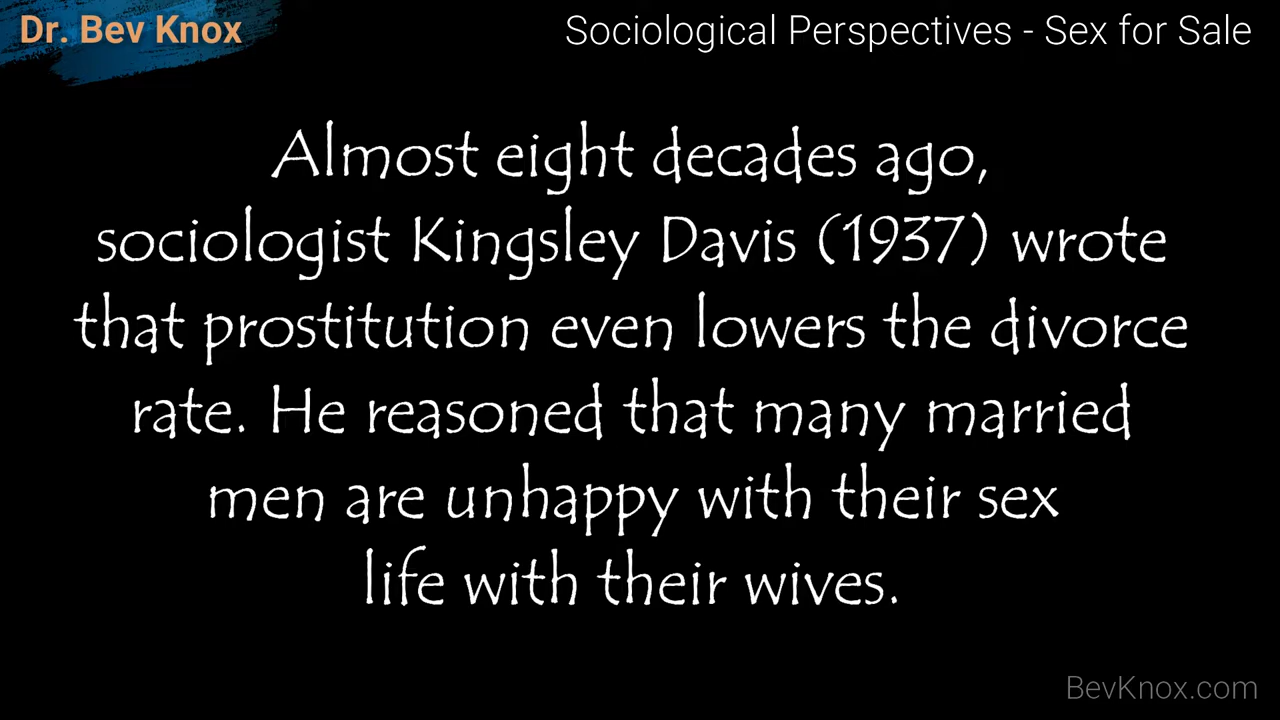 Dr. Bev Knox
Sociological Perspectives - Sex for Sale
Almost eight decades ago,
sociologist Kingsley Davis (1937) wrote
that prostitution even lowers the divorce
rate. He reasoned that many married
men are unhappy with their sex
life with their wives.
BevKnox.com